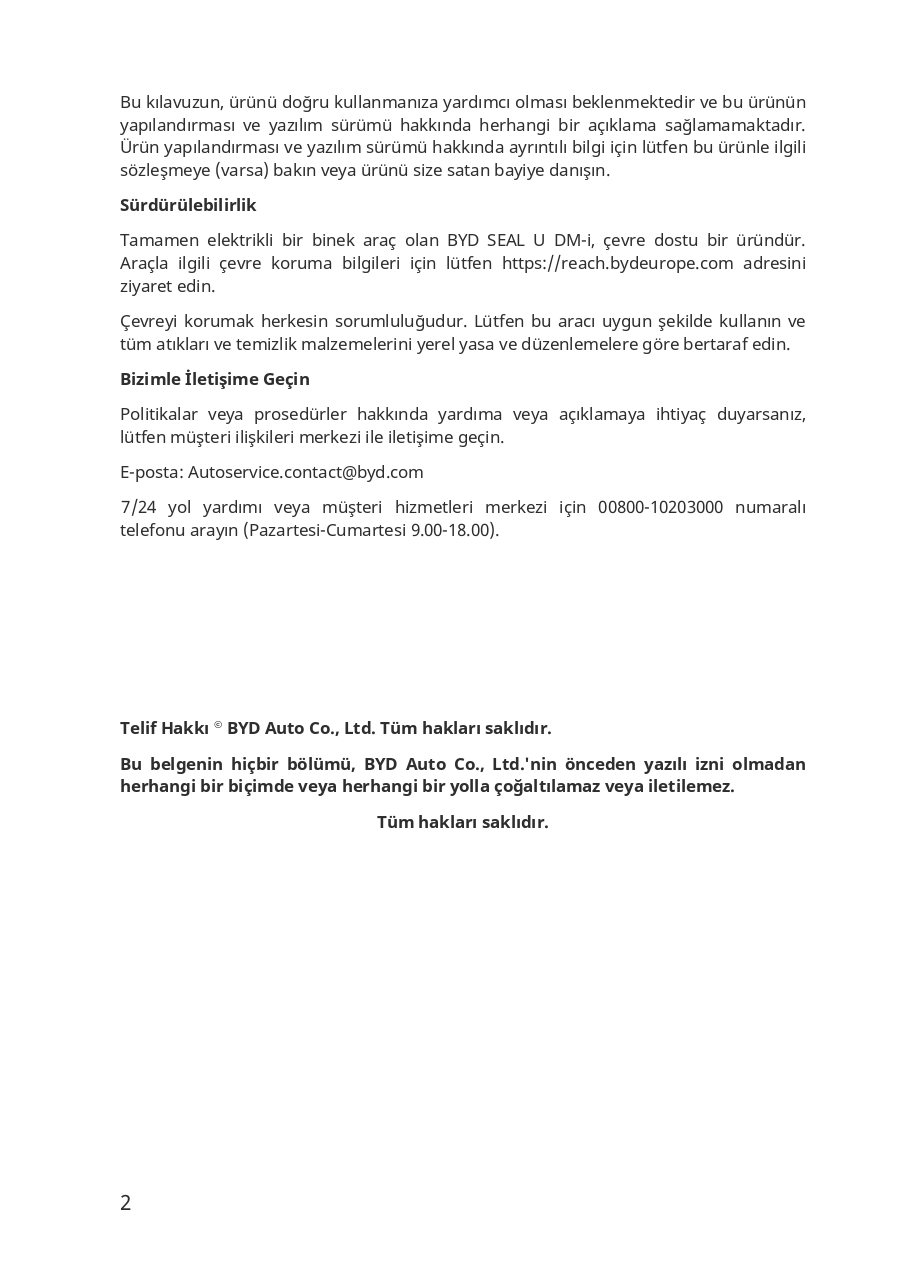 Bu kılavuzun, ürünü doğru kullanmanıza yardımcı olması beklenmektedir ve bu ürünün
yapılandırması ve yazılım sürümü hakkında herhangi bir açıklama sağlamamaktadır.
Ürün yapılandırması ve yazılım sürümü hakkında ayrıntılı bilgi için lütfen bu ürünle ilgili
sözleşmeye (varsa) bakın veya ürünü size satan bayiye danışın.
Sürdürülebilirlik
Tamamen elektrikli bir binek araç olan BYD SEAL U DM-i, çevre dostu bir üründür.
Araçla ilgili çevre koruma bilgileri için lütfen https://reach.bydeurope.com adresini
ziyaret edin.
Çevreyi korumak herkesin sorumluluğudur. Lütfen bu aracı uygun şekilde kullanın ve
tüm atıkları ve temizlik malzemelerini yerel yasa ve düzenlemelere göre bertaraf edin.
Bizimle İletişime Geçin
Politikalar veya prosedürler hakkında yardıma veya açıklamaya ihtiyaç duyarsanız,
lütfen müşteri ilişkileri merkezi ile iletişime geçin.
E-posta: Autoservice.contact@byd.com
7/24 yol yardımı veya müşteri hizmetleri merkezi için 00800-10203000 numaralı
telefonu arayın (Pazartesi-Cumartesi 9.00-18.00).
Telif Hakkı © BYD Auto Co., Ltd. Tüm hakları saklıdır.
Bu belgenin hiçbir bölümü, BYD Auto Co., Ltd.'nin önceden yazılı izni olmadan
herhangi bir biçimde veya herhangi bir yolla çoğaltılamaz veya iletilemez.
Tüm hakları saklıdır.
2